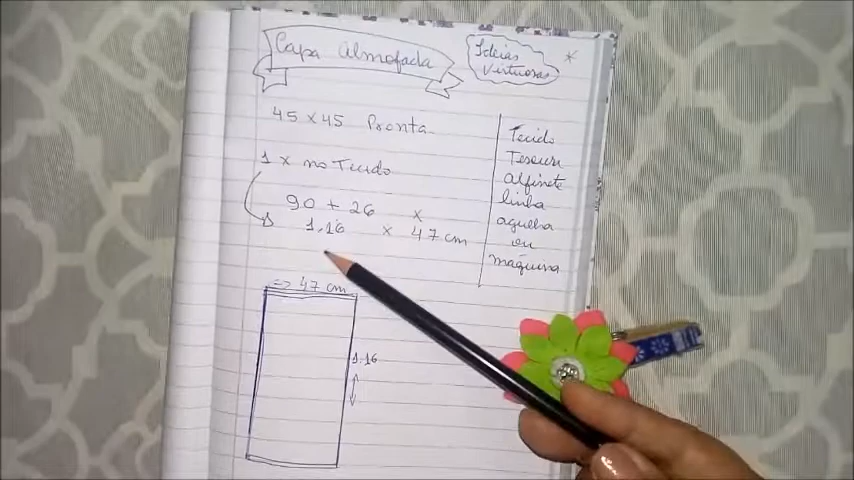 Capa Almofada
Ideias
Virtuosas
*
45 x 45 Pronta
1 x no Tecido
90 + 26 x
1.16 x 47 cm
Tecido
Tesoura
Alfinete
linha
agulha
ou
máquina
=> 47 cm
1.16